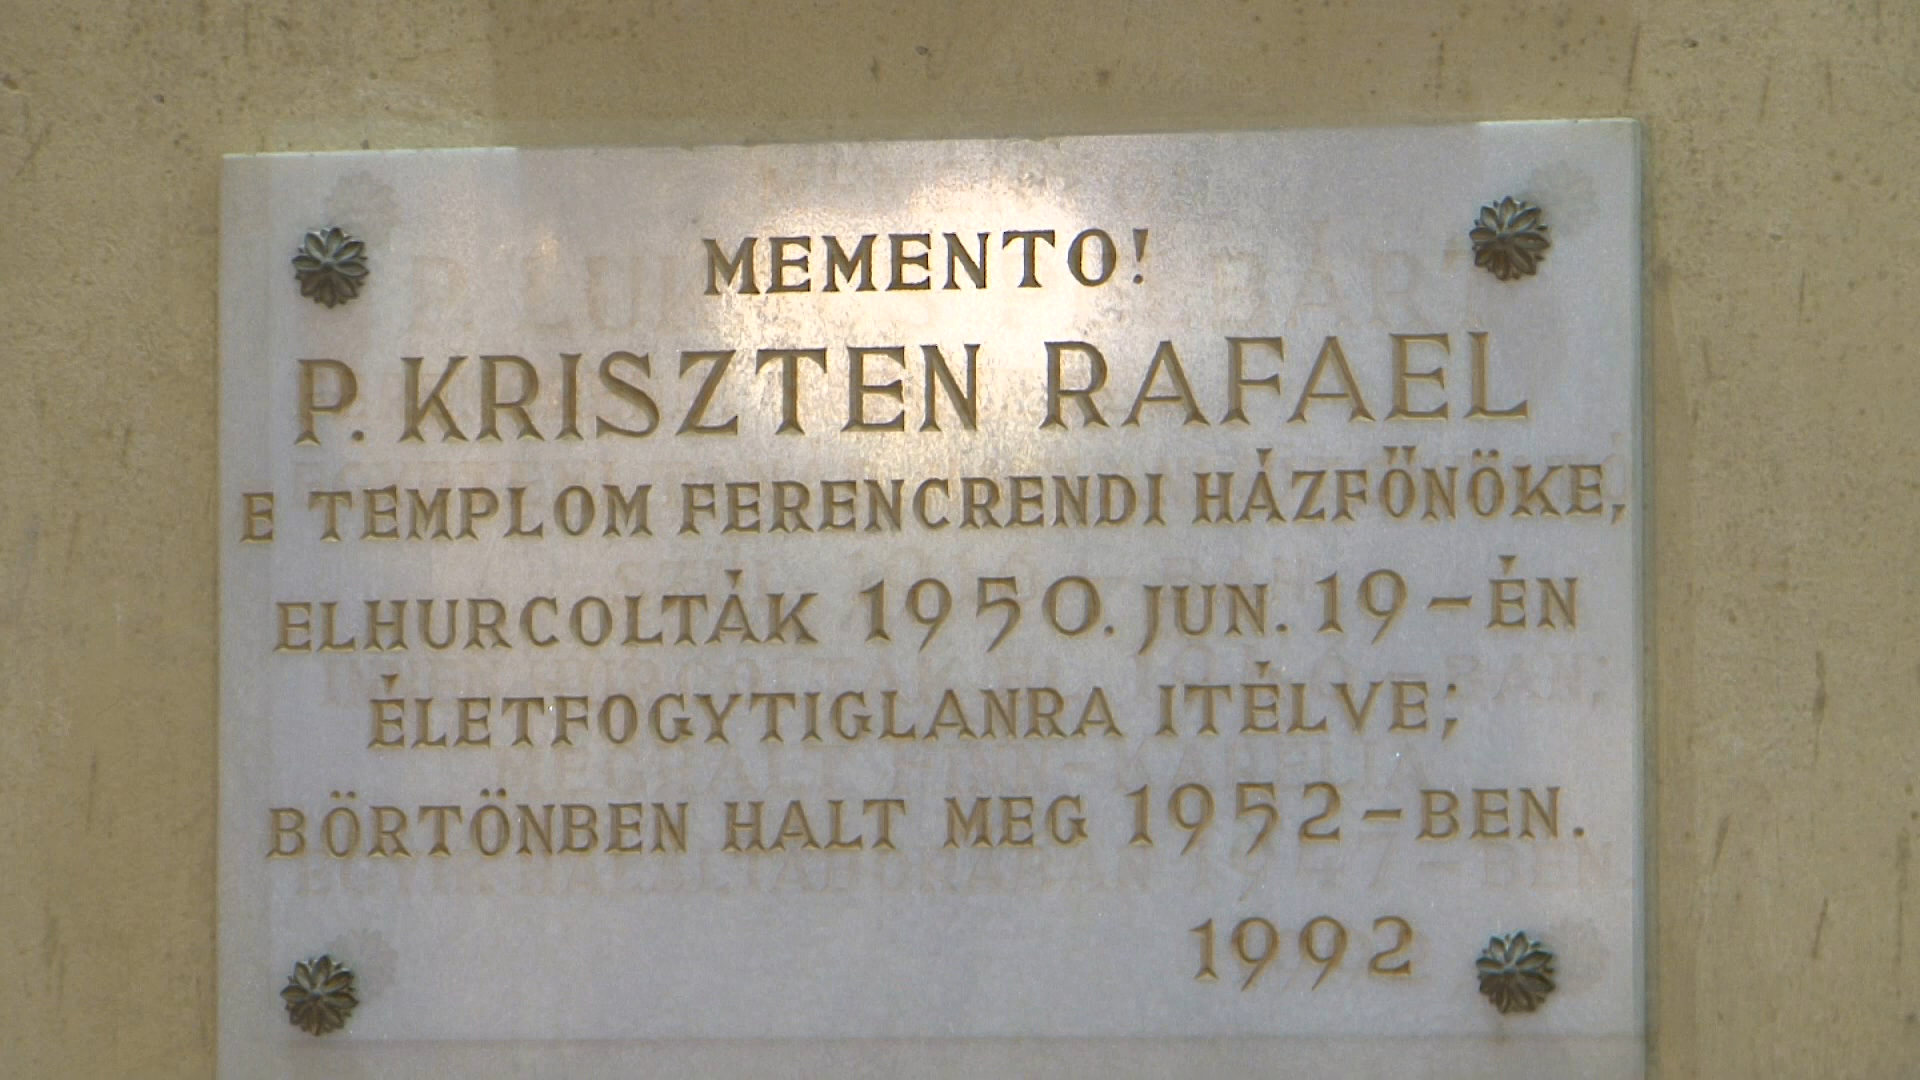 MEMENTO!
P. KRISZTEN RAFAEL
E TEMPLOM FERENCRENDI HÁZFŐNÖKE,
ELHURCOLTÁK 1950. JUN. 19-ÉN
ÉLETFOGYTIGLANRA ITÉLVE;
BÖRTÖNBEN HALT MEG 1952-BEN.
1992